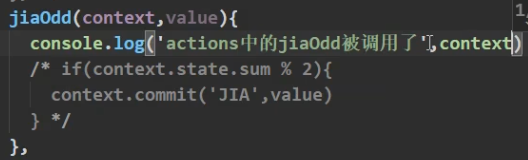 jiaOdd(context,value){
console.log('actions中的jiaOdd被调用了',context)
/* if(context.state.sum % 2){
context.commit('JIA',value)
} */
},